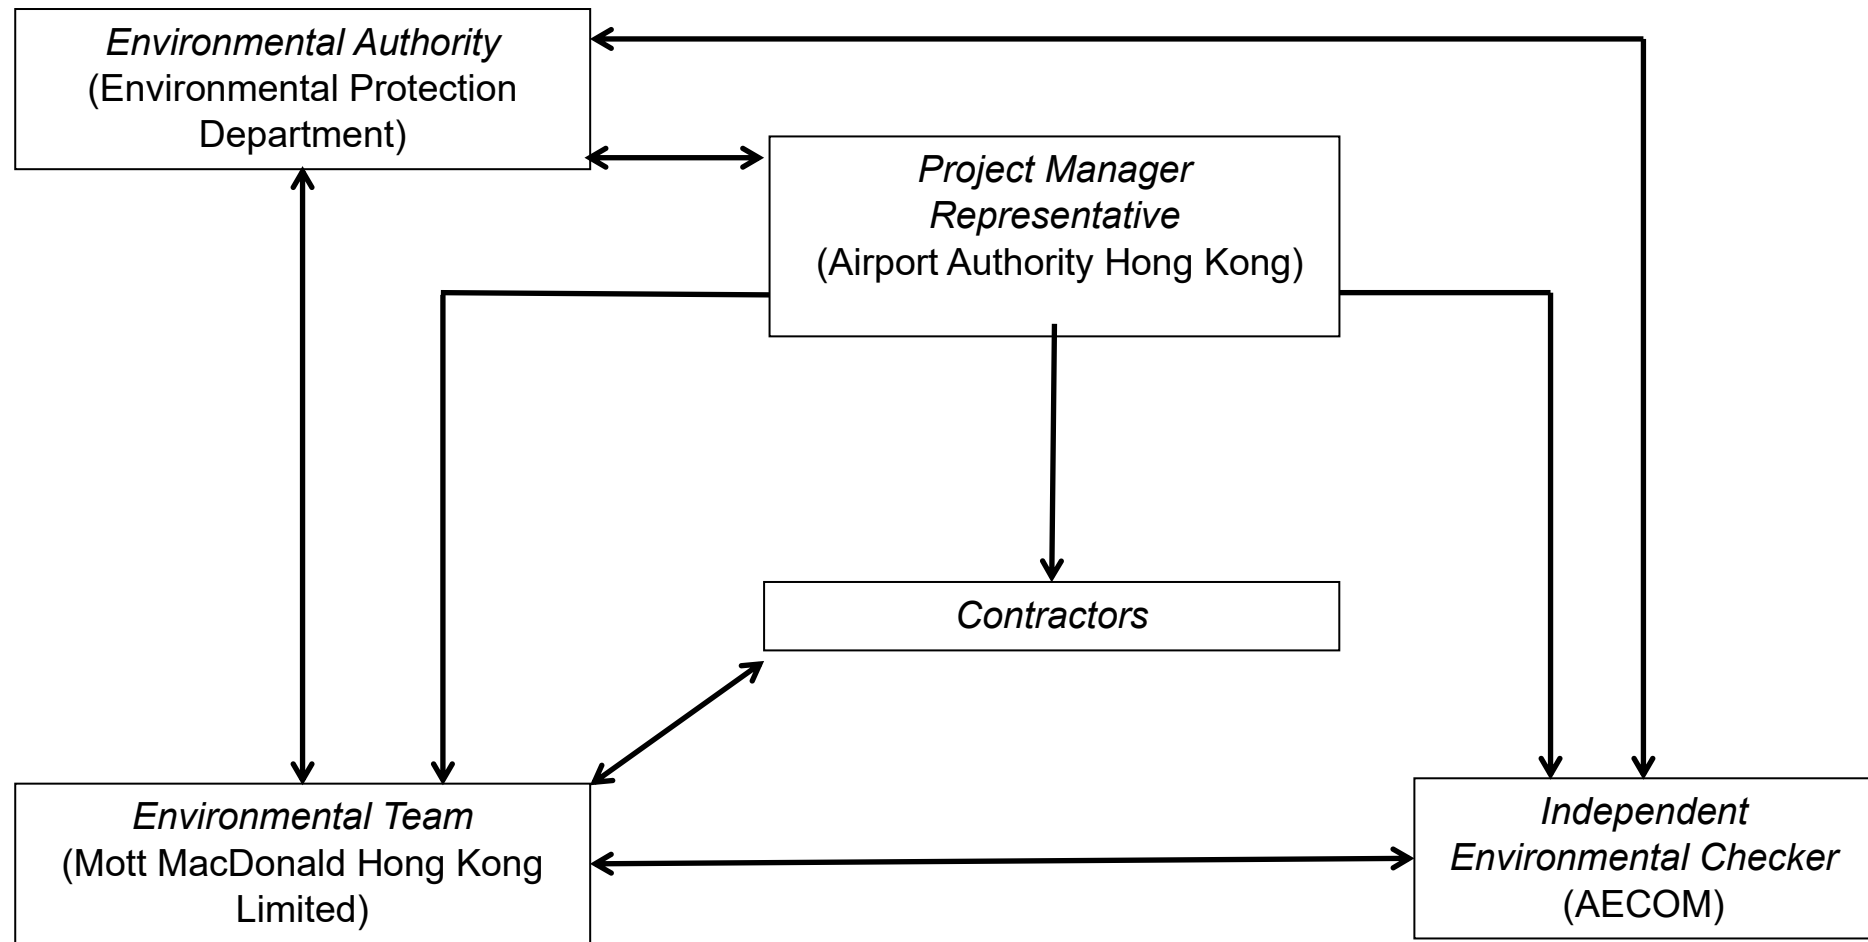 Environmental Authority
(Environmental Protection
Department)
Project Manager
Representative
(Airport Authority Hong Kong)
Contractors
Environmental Team
(Mott MacDonald Hong Kong
Limited)
Independent
Environmental Checker
(AECOM)